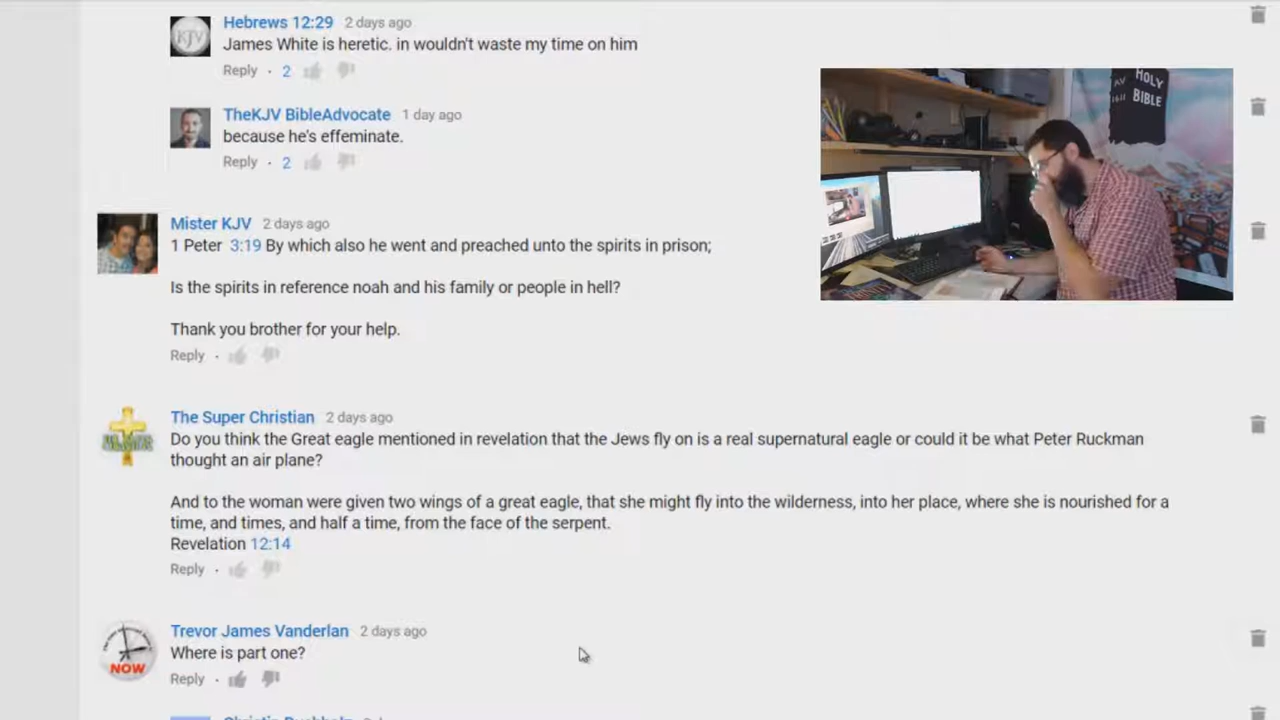 Hebrews 12:29 2 days ago
James White is heretic. in wouldn't waste my time on him
Reply · 2
KJV
TheKJV BibleAdvocate 1 day ago
because he's effeminate.
Reply · 2
AV HOLY
1611 BIBLE
Mister KJV 2 days ago
1 Peter 3:19 By which also he went and preached unto the spirits in prison;
Is the spirits in reference noah and his family or people in hell?
Thank you brother for your help.
Reply ·
The Super Christian 2 days ago
Do you think the Great eagle mentioned in revelation that the Jews fly on is a real supernatural eagle or could it be what Peter Ruckman
thought an air plane?
And to the woman were given two wings of a great eagle, that she might fly into the wilderness, into her place, where she is nourished for a
time, and times, and half a time, from the face of the serpent.
Revelation 12:14
Reply ·
Trevor James Vanderlan 2 days ago
Where is part one?
NOW
Reply ·